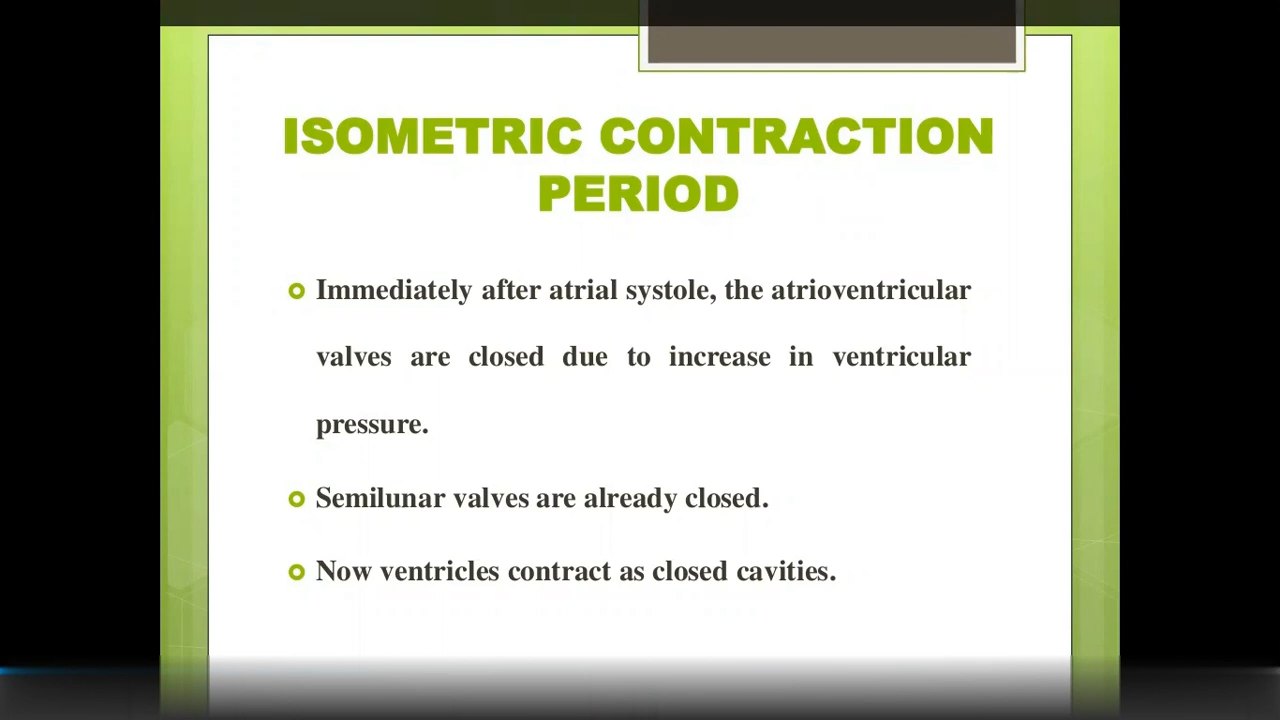 ISOMETRIC CONTRACTION
PERIOD
Immediately after atrial systole, the atrioventricular
valves are closed due to increase in ventricular
pressure.
Semilunar valves are already closed.
Now ventricles contract as closed cavities.